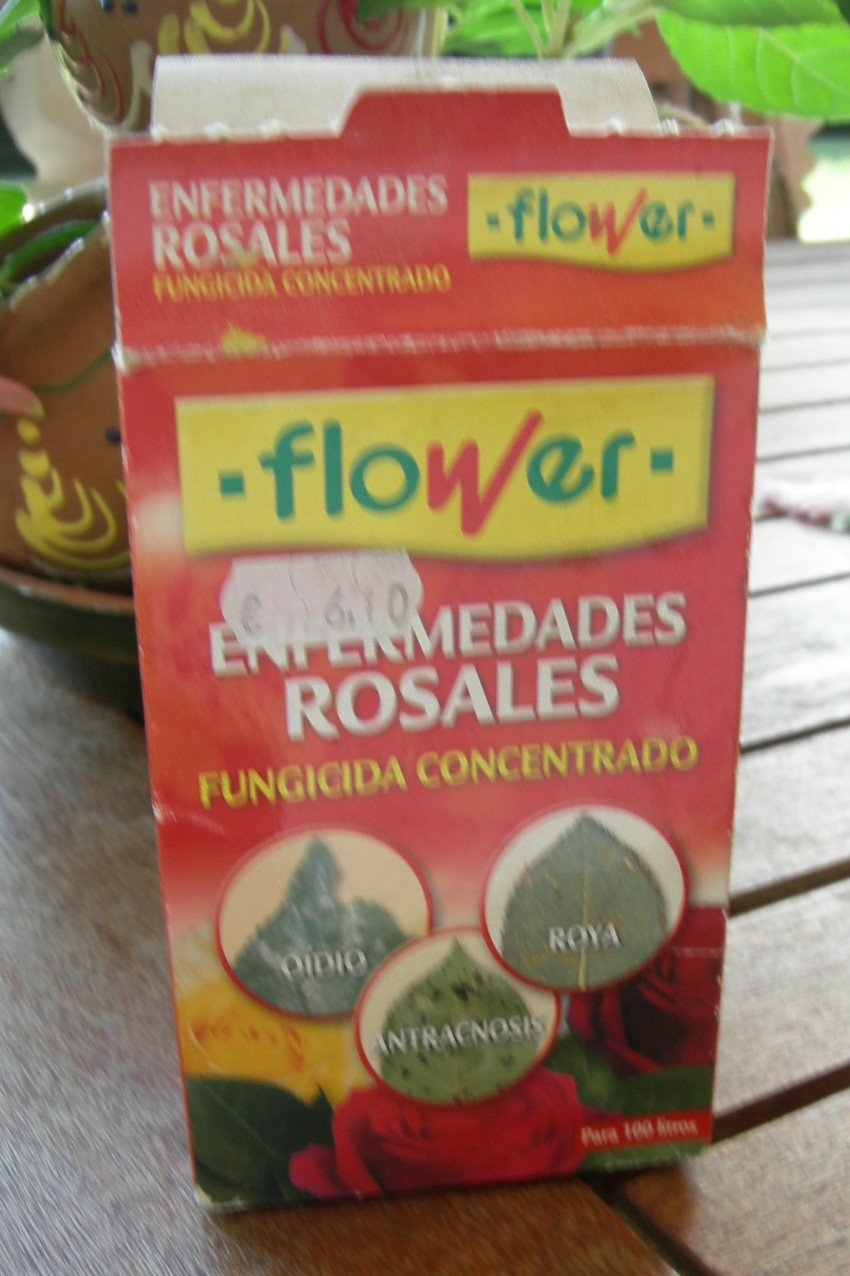 ENFERMEDADES
ROSALES
FUNGICIDA CONCENTRADO
·flower·
·flower·
€ 6,10
ENFERMEDADES
ROSALES
FUNGICIDA CONCENTRADO
OIDIO
ROYA
ANTRACNOSIS
Para 100 litros